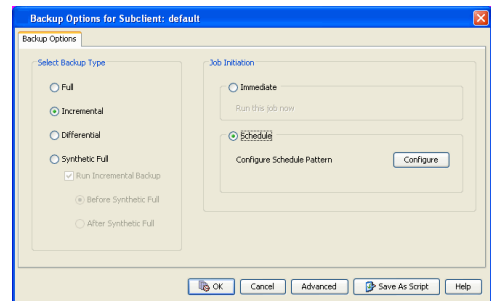 Backup Options for Subclient: default
Backup Options
Select Backup Type
Full
Incremental
Differential
Synthetic Full
Run Incremental Backup
Before Synthetic Full
After Synthetic Full
Job Initiation
Immediate
Run this job now
Schedule
Configure Schedule Pattern
Configure
OK
Cancel
Advanced
Save As Script
Help